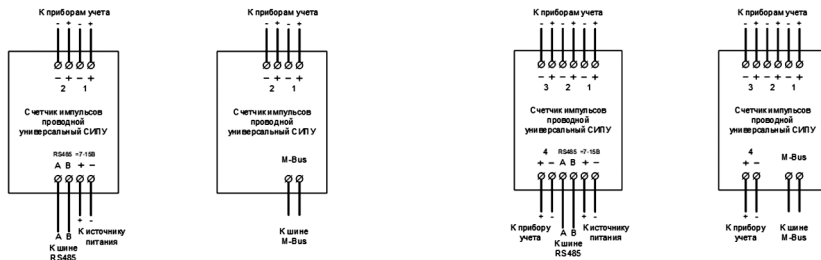 К приборам учета
- + - +
− + − +
2 1
Счетчик импульсов
проводной
универсальный СИПУ
RS485 =7-15В
A B + −
A B + -
К шине
RS485
К источнику
питания
К приборам учета
- + - +
− + − +
2 1
Счетчик импульсов
проводной
универсальный СИПУ
M-Bus
К шине
M-Bus
К приборам учета
- + - + - +
− + − + − +
3 2 1
Счетчик импульсов
проводной
универсальный СИПУ
4 RS485 =7-15В
+ − A B + −
+ - A B + -
К прибору
учета
К шине
RS485
К источнику
питания
К приборам учета
- + - + - +
− + − + − +
3 2 1
Счетчик импульсов
проводной
универсальный СИПУ
4 M-Bus
+ −
+ -
К прибору
учета
К шине
M-Bus